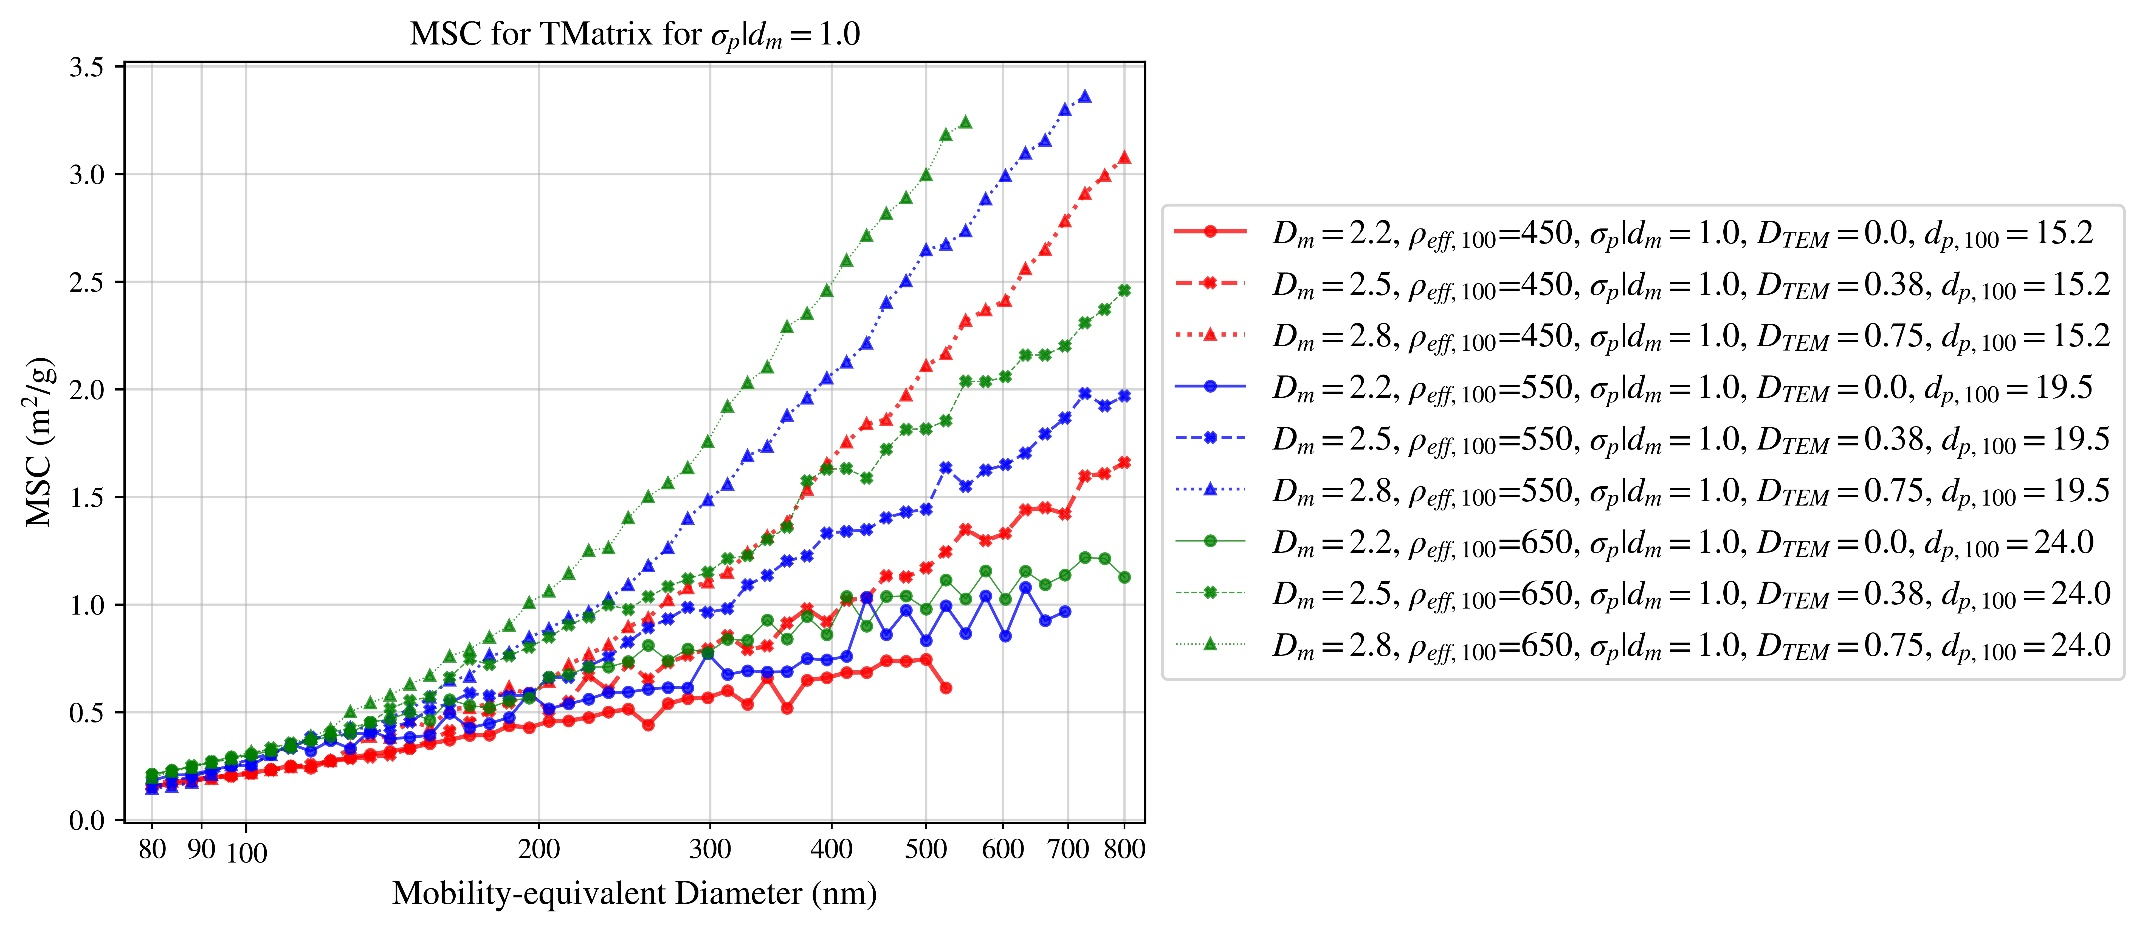 MSC for TMatrix for σp|dm = 1.0
MSC (m²/g)
3.5
3.0
2.5
2.0
1.5
1.0
0.5
0.0
80 90 100 200 300 400 500 600 700 800
Mobility-equivalent Diameter (nm)
Dm = 2.2, ρeff,100=450, σp|dm = 1.0, DTEM = 0.0, dp,100 = 15.2
Dm = 2.5, ρeff,100=450, σp|dm = 1.0, DTEM = 0.38, dp,100 = 15.2
Dm = 2.8, ρeff,100=450, σp|dm = 1.0, DTEM = 0.75, dp,100 = 15.2
Dm = 2.2, ρeff,100=550, σp|dm = 1.0, DTEM = 0.0, dp,100 = 19.5
Dm = 2.5, ρeff,100=550, σp|dm = 1.0, DTEM = 0.38, dp,100 = 19.5
Dm = 2.8, ρeff,100=550, σp|dm = 1.0, DTEM = 0.75, dp,100 = 19.5
Dm = 2.2, ρeff,100=650, σp|dm = 1.0, DTEM = 0.0, dp,100 = 24.0
Dm = 2.5, ρeff,100=650, σp|dm = 1.0, DTEM = 0.38, dp,100 = 24.0
Dm = 2.8, ρeff,100=650, σp|dm = 1.0, DTEM = 0.75, dp,100 = 24.0